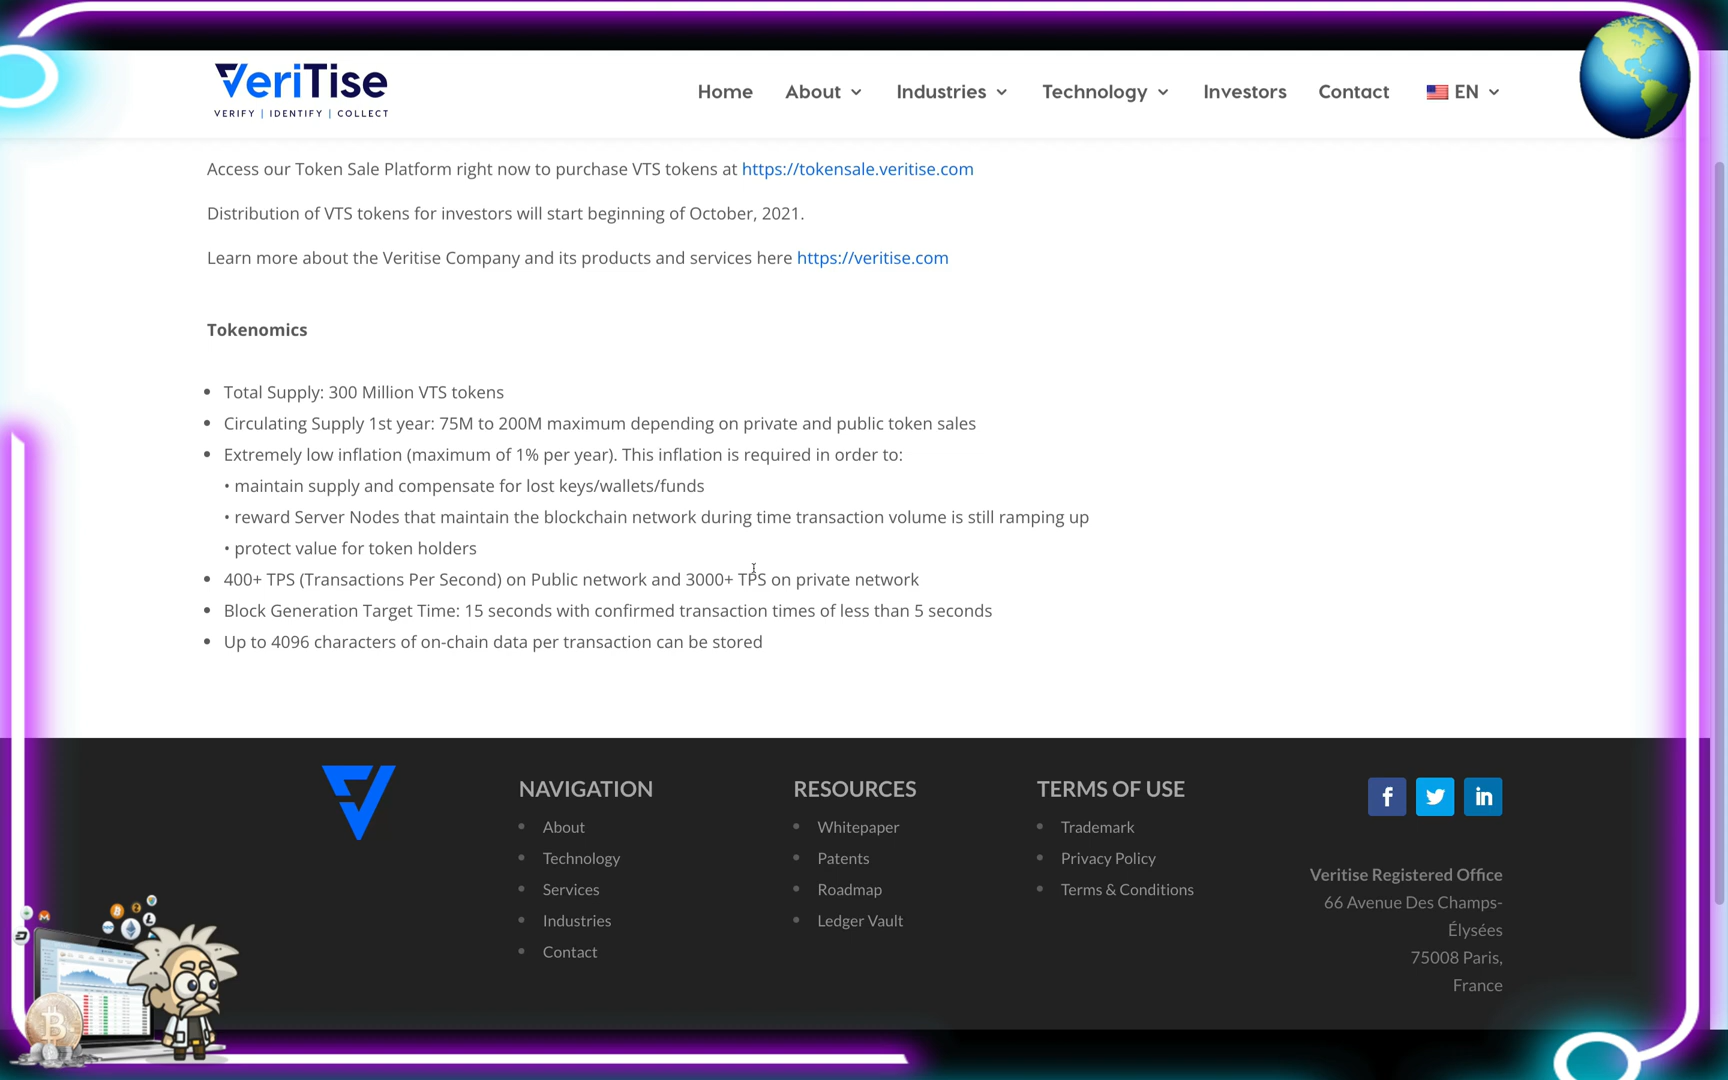 VeriTise
VERIFY | IDENTIFY | COLLECT
Home About Industries Technology Investors Contact EN
Access our Token Sale Platform right now to purchase VTS tokens at https://tokensale.veritise.com
Distribution of VTS tokens for investors will start beginning of October, 2021.
Learn more about the Veritise Company and its products and services here https://veritise.com
Tokenomics
• Total Supply: 300 Million VTS tokens
• Circulating Supply 1st year: 75M to 200M maximum depending on private and public token sales
• Extremely low inflation (maximum of 1% per year). This inflation is required in order to:
• maintain supply and compensate for lost keys/wallets/funds
• reward Server Nodes that maintain the blockchain network during time transaction volume is still ramping up
• protect value for token holders
• 400+ TPS (Transactions Per Second) on Public network and 3000+ TPS on private network
• Block Generation Target Time: 15 seconds with confirmed transaction times of less than 5 seconds
• Up to 4096 characters of on-chain data per transaction can be stored
NAVIGATION
• About
• Technology
• Services
• Industries
• Contact
RESOURCES
• Whitepaper
• Patents
• Roadmap
• Ledger Vault
TERMS OF USE
• Trademark
• Privacy Policy
• Terms & Conditions
Veritise Registered Office
66 Avenue Des Champs-
Élysées
75008 Paris,
France